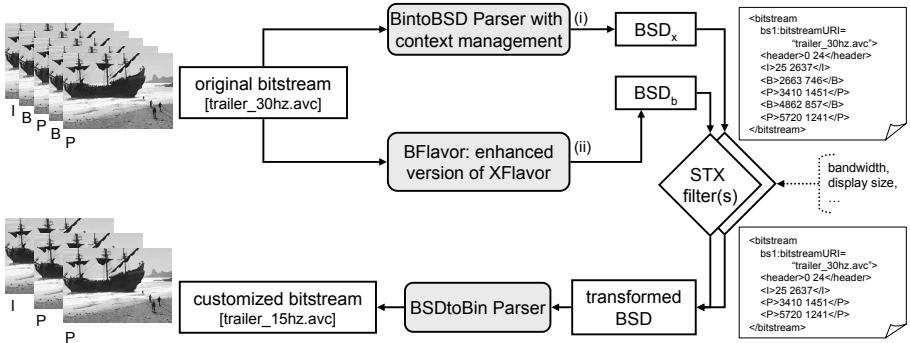 I
B
P
B
P
original bitstream
[trailer_30hz.avc]
BintoBSD Parser with
context management
(i)
BSDx
BFlavor: enhanced
version of XFlavor
(ii)
BSDb
STX
filter(s)
bandwidth,
display size,
...
<bitstream
bs1:bitstreamURI=
“trailer_30hz.avc">
<header>0 24</header>
<I>25 2637</I>
<B>2663 746</B>
<P>3410 1451</P>
<B>4862 857</B>
<P>5720 1241</P>
</bitstream>
I
P
P
customized bitstream
[trailer_15hz.avc]
BSDtoBin Parser
transformed
BSD
<bitstream
bs1:bitstreamURI=
“trailer_30hz.avc">
<header>0 24</header>
<I>25 2637</I>
<P>3410 1451</P>
<P>5720 1241</P>
</bitstream>